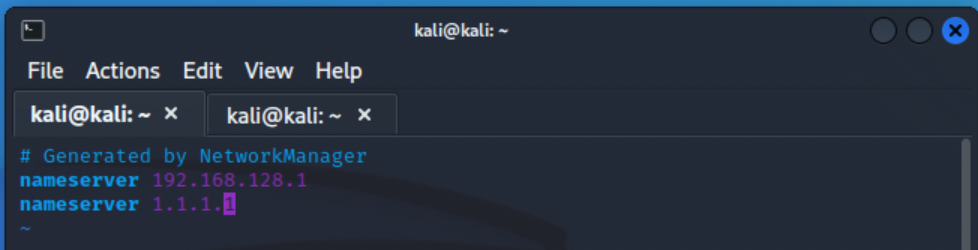 kali@kali: ~
File Actions Edit View Help
kali@kali: ~ × kali@kali: ~ ×
# Generated by NetworkManager
nameserver 192.168.128.1
nameserver 1.1.1.1
~